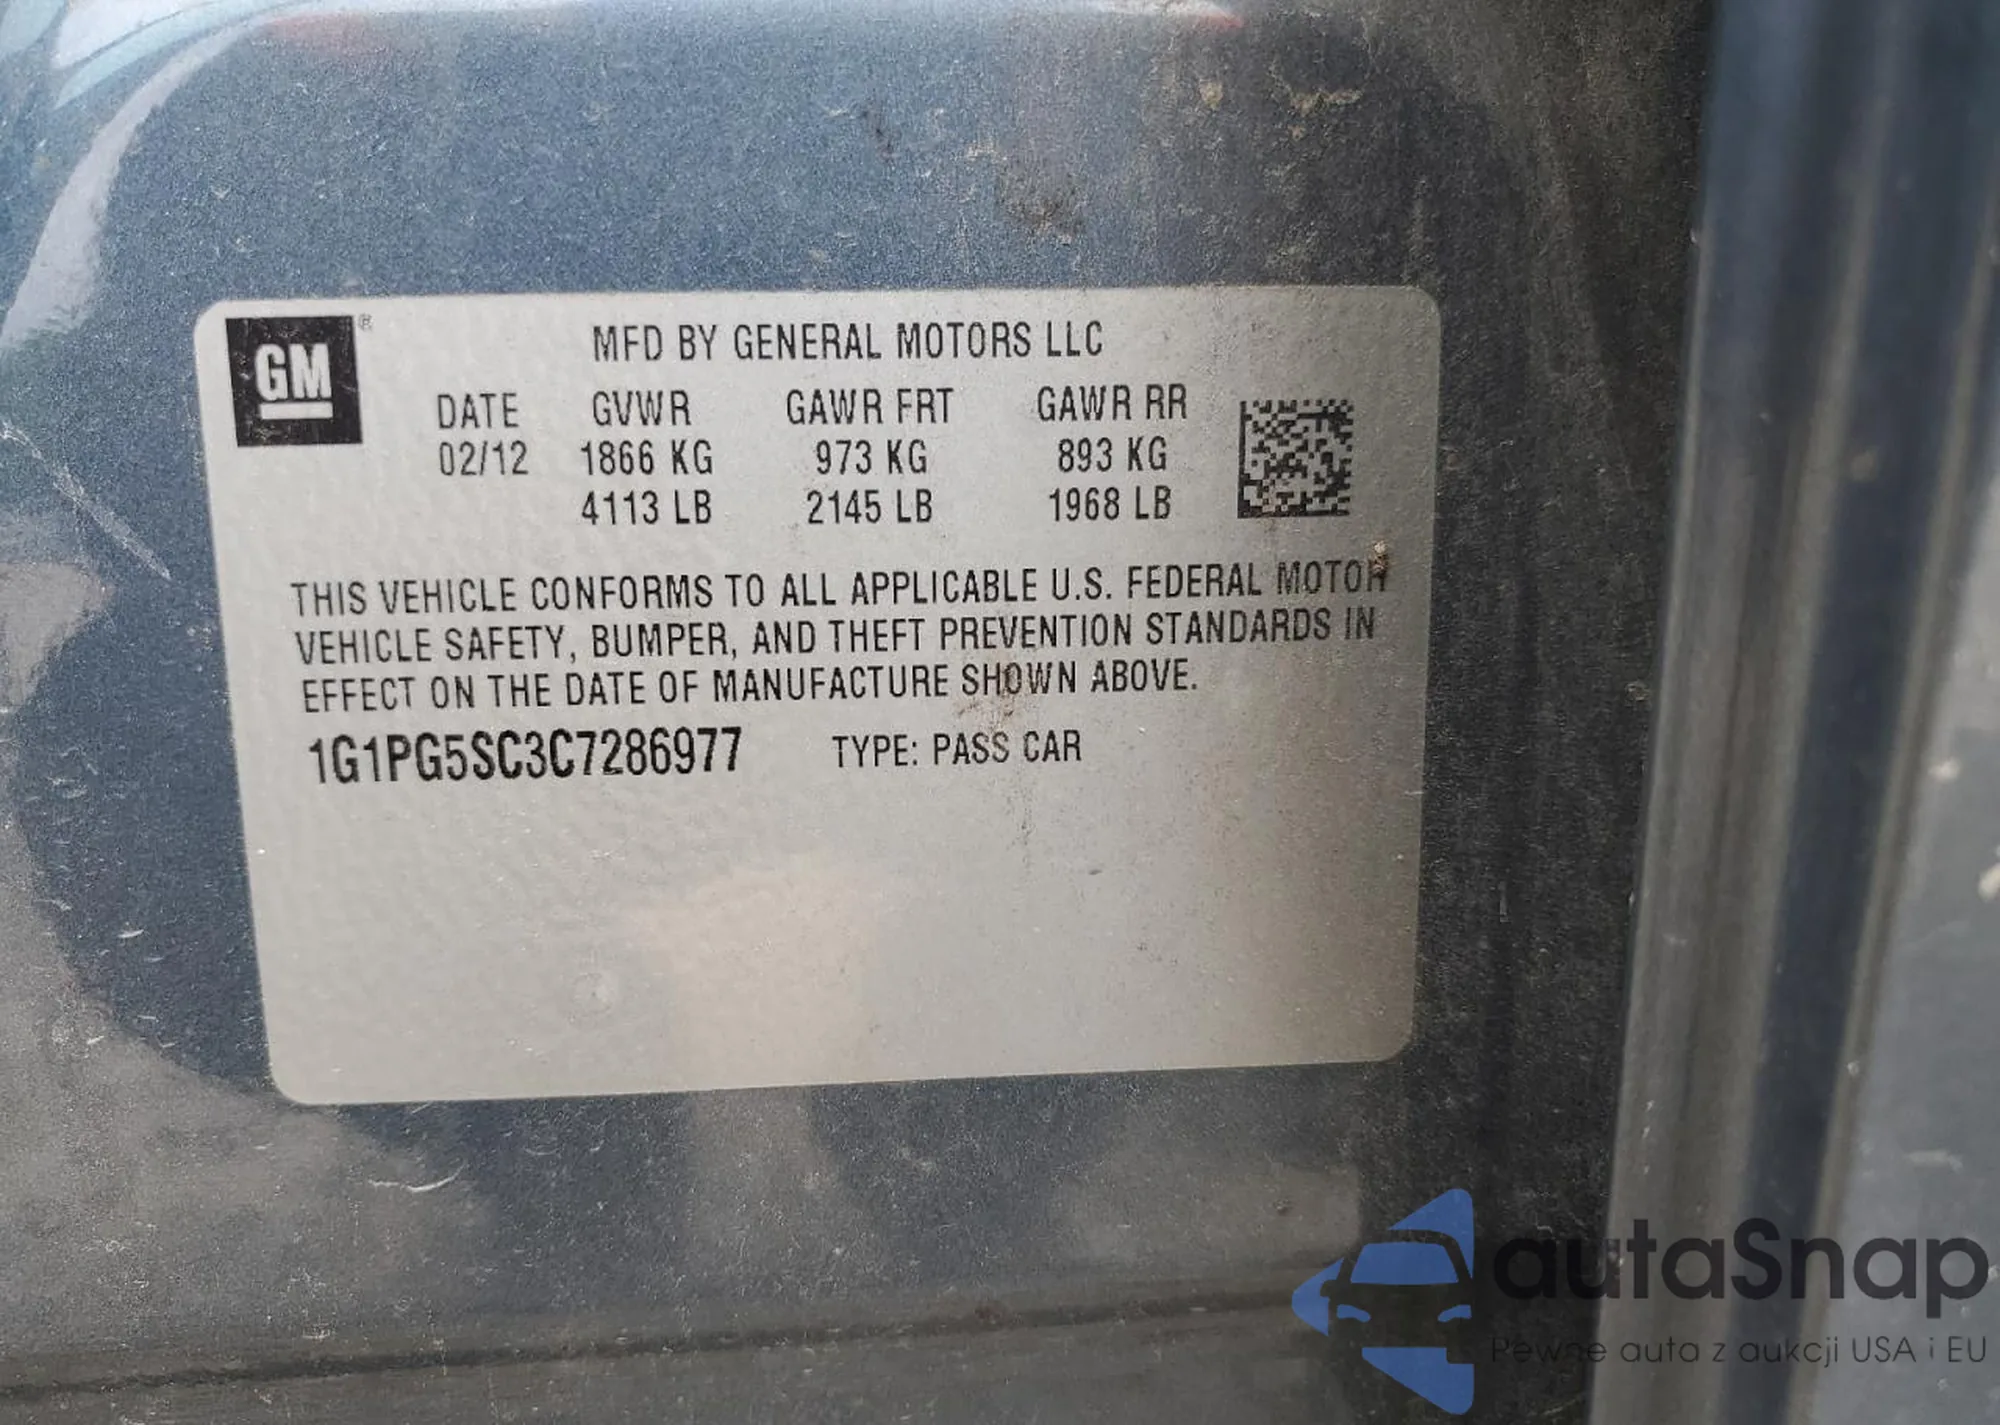 GM ®
MFD BY GENERAL MOTORS LLC
DATE GVWR GAWR FRT GAWR RR
02/12 1866 KG 973 KG 893 KG
4113 LB 2145 LB 1968 LB
THIS VEHICLE CONFORMS TO ALL APPLICABLE U.S. FEDERAL MOTOR
VEHICLE SAFETY, BUMPER, AND THEFT PREVENTION STANDARDS IN
EFFECT ON THE DATE OF MANUFACTURE SHOWN ABOVE.
1G1PG5SC3C7286977 TYPE: PASS CAR
autaSnap
Pewne auta z aukcji USA i EU